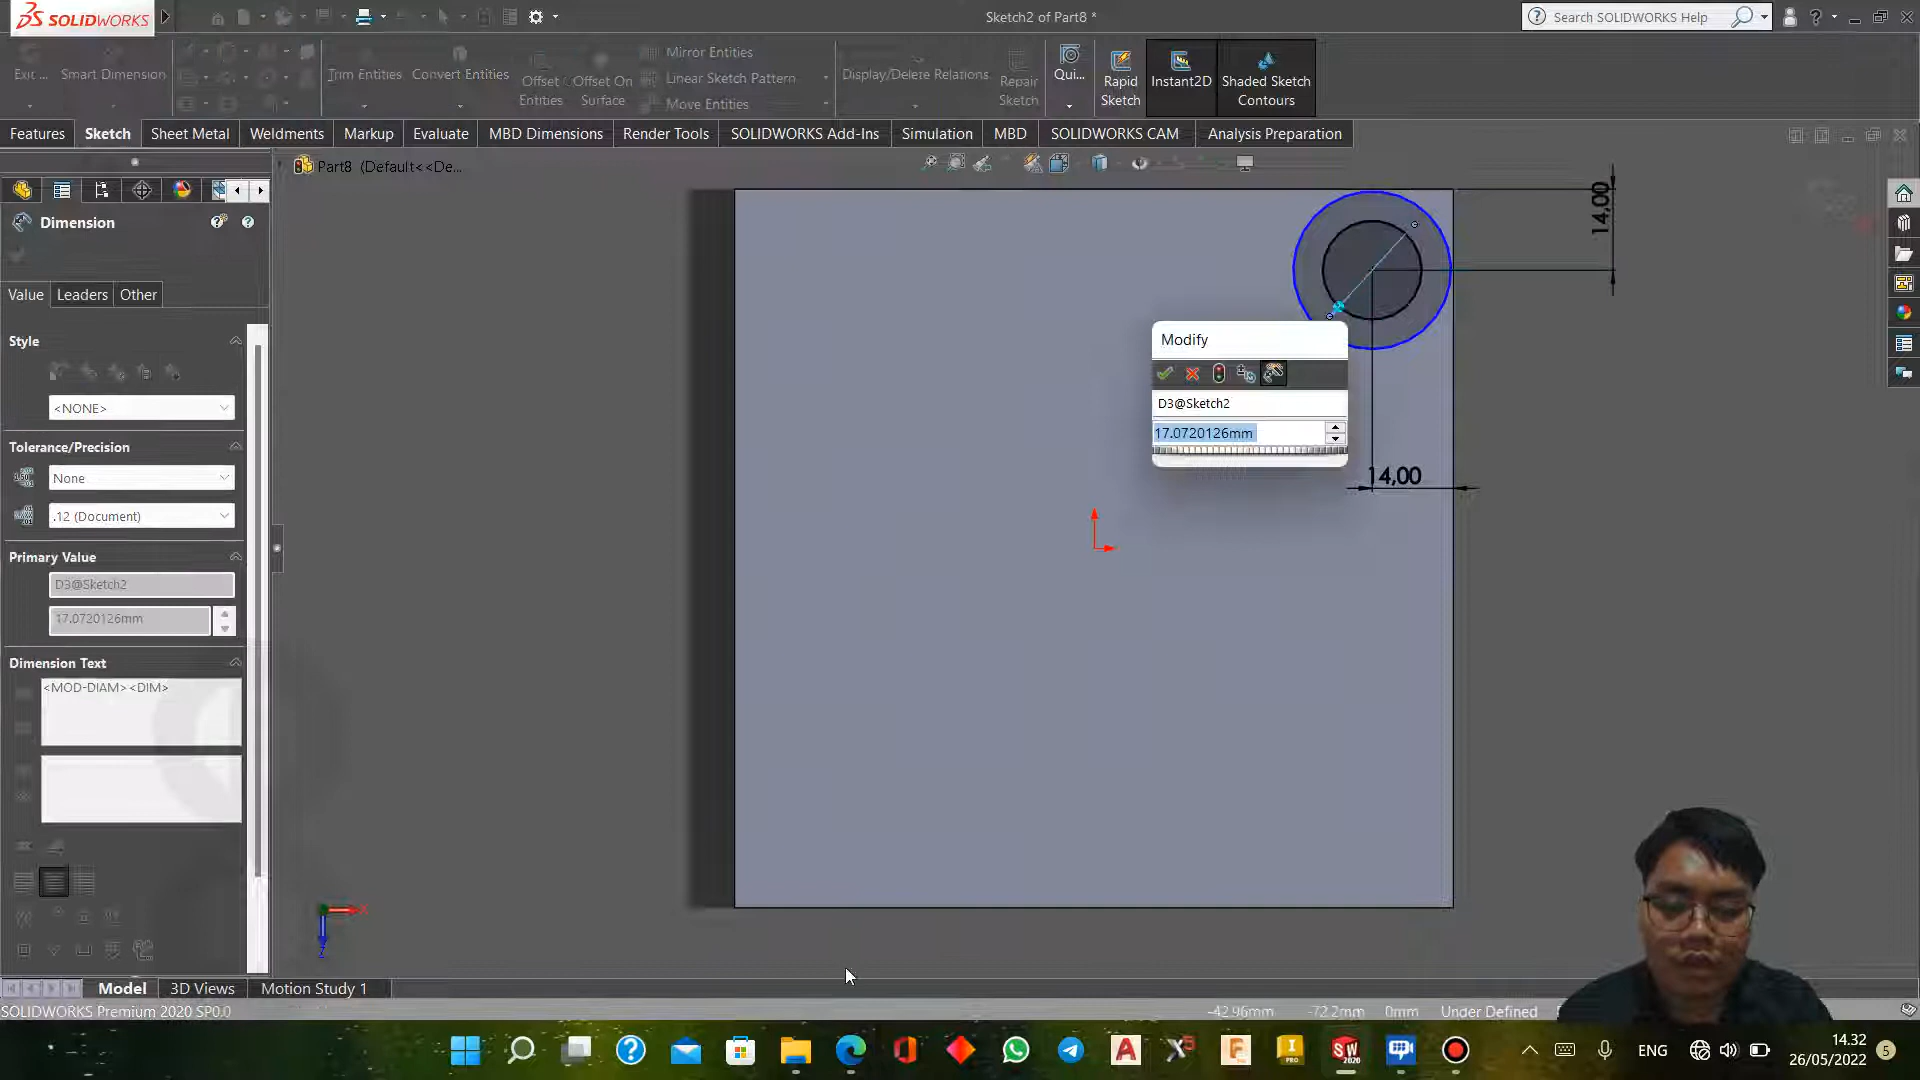 SOLIDWORKS
Sketch2 of Part8 *
Search SOLIDWORKS Help
Exit ...
Smart Dimension
Trim Entities
Convert Entities
Offset Entities
Offset On Surface
Mirror Entities
Linear Sketch Pattern
Move Entities
Display/Delete Relations
Repair Sketch
Qui...
Rapid Sketch
Instant2D
Shaded Sketch Contours
Features
Sketch
Sheet Metal
Weldments
Markup
Evaluate
MBD Dimensions
Render Tools
SOLIDWORKS Add-Ins
Simulation
MBD
SOLIDWORKS CAM
Analysis Preparation
Part8 (Default<<De...
Dimension
Value
Leaders
Other
Style
<NONE>
Tolerance/Precision
None
.12 (Document)
Primary Value
D3@Sketch2
17.0720126mm
Dimension Text
<MOD-DIAM><DIM>
14,00
Modify
D3@Sketch2
17.0720126mm
14,00
Model
3D Views
Motion Study 1
SOLIDWORKS Premium 2020 SP0.0
-42.96mm
-72.2mm
0mm
Under Defined
ENG
14.32
26/05/2022
5